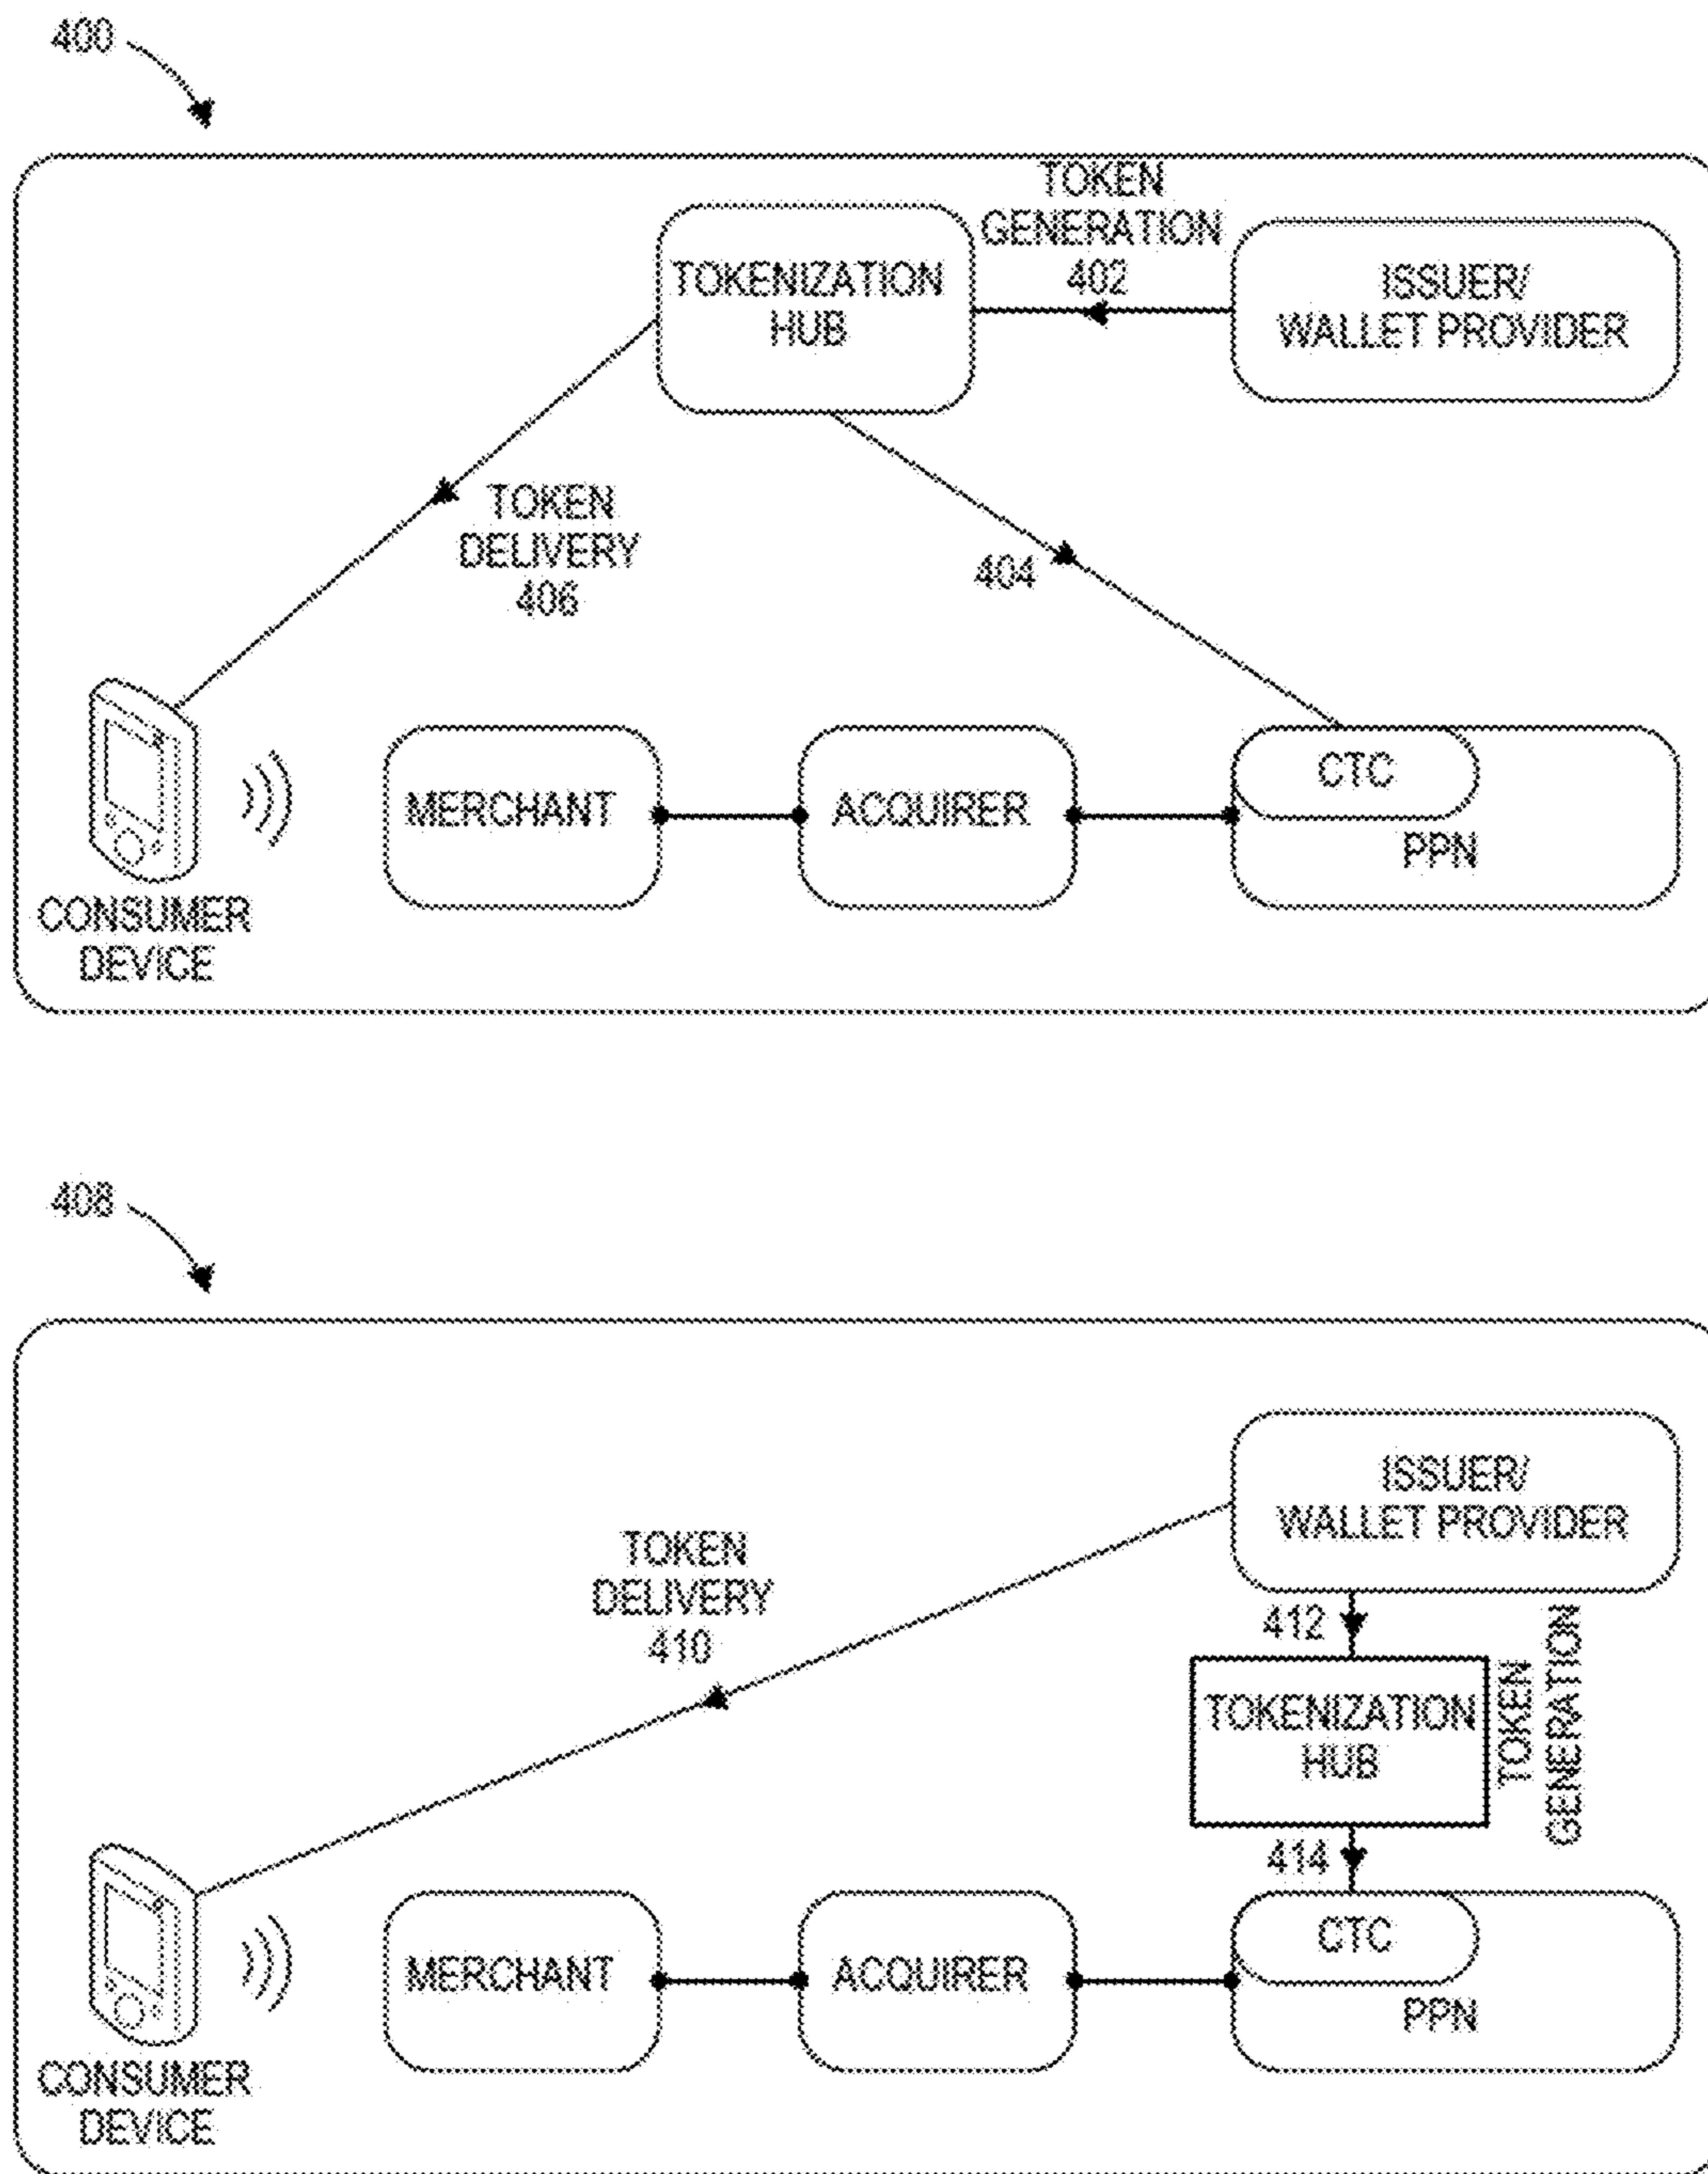 400
TOKEN
GENERATION
402
TOKENIZATION
HUB
ISSUER/
WALLET PROVIDER
TOKEN
DELIVERY
406
404
MERCHANT
ACQUIRER
CTC
PPN
CONSUMER
DEVICE
408
ISSUER/
WALLET PROVIDER
TOKEN
DELIVERY
410
412
TOKENIZATION
HUB
TOKEN
GENERATION
414
MERCHANT
ACQUIRER
CTC
PPN
CONSUMER
DEVICE